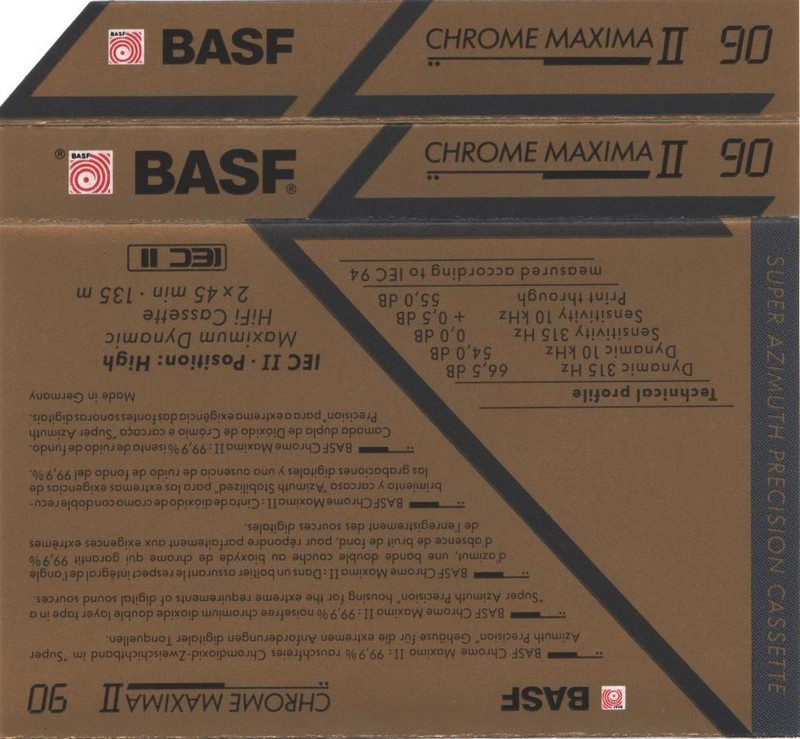 BASF
BASF CHROME MAXIMA II 90
BASF
® BASF® CHROME MAXIMA II 90
SUPER AZIMUTH PRECISION CASSETTE
BASF
BASF CHROME MAXIMA II 90
BASF Chrome Maxima II: 99,9% rauschfreies Chromdioxid-Zweischichtband im "Super
Azimuth Precision" Gehäuse für die extremen Anforderungen digitaler Tonquellen.
BASF Chrome Maxima II: 99,9% noisefree chromium dioxide double layer tape in a
"Super Azimuth Precision" housing for the extreme requirements of digital sound sources.
BASF Chrome Maxima II: Dans un boîtier assurant le respect intégral de l'angle
d'azimut, une bande double couche au bioxyde de chrome qui garantit 99,9%
d'absence de bruit de fond, pour répondre parfaitement aux exigences extrêmes
de l'enregistrement des sources digitales.
BASF Chrome Maxima II: Cinta de dióxido de cromo con doble recu-
brimiento y carcasa "Azimuth Stabilized" para las extremas exigencias de
las grabaciones digitales y una ausencia de ruido de fondo del 99,9%.
BASF Chrome Maxima II: 99,9% isenta de ruido de fundo.
Camada dupla de Dióxido de Crómio e carcaça "Super Azimuth
Precision" para a extrema exigência das fontes sonoras digitais.
Made in Germany
IEC II · Position: High
Maximum Dynamic
HiFi Cassette
2 x 45 min · 135 m
IEC II
Technical profile
Dynamic 315 Hz 66,5 dB
Dynamic 10 kHz 54,0 dB
Sensitivity 315 Hz 0,0 dB
Sensitivity 10 kHz + 0,5 dB
Print through 55,0 dB
measured according to IEC 94